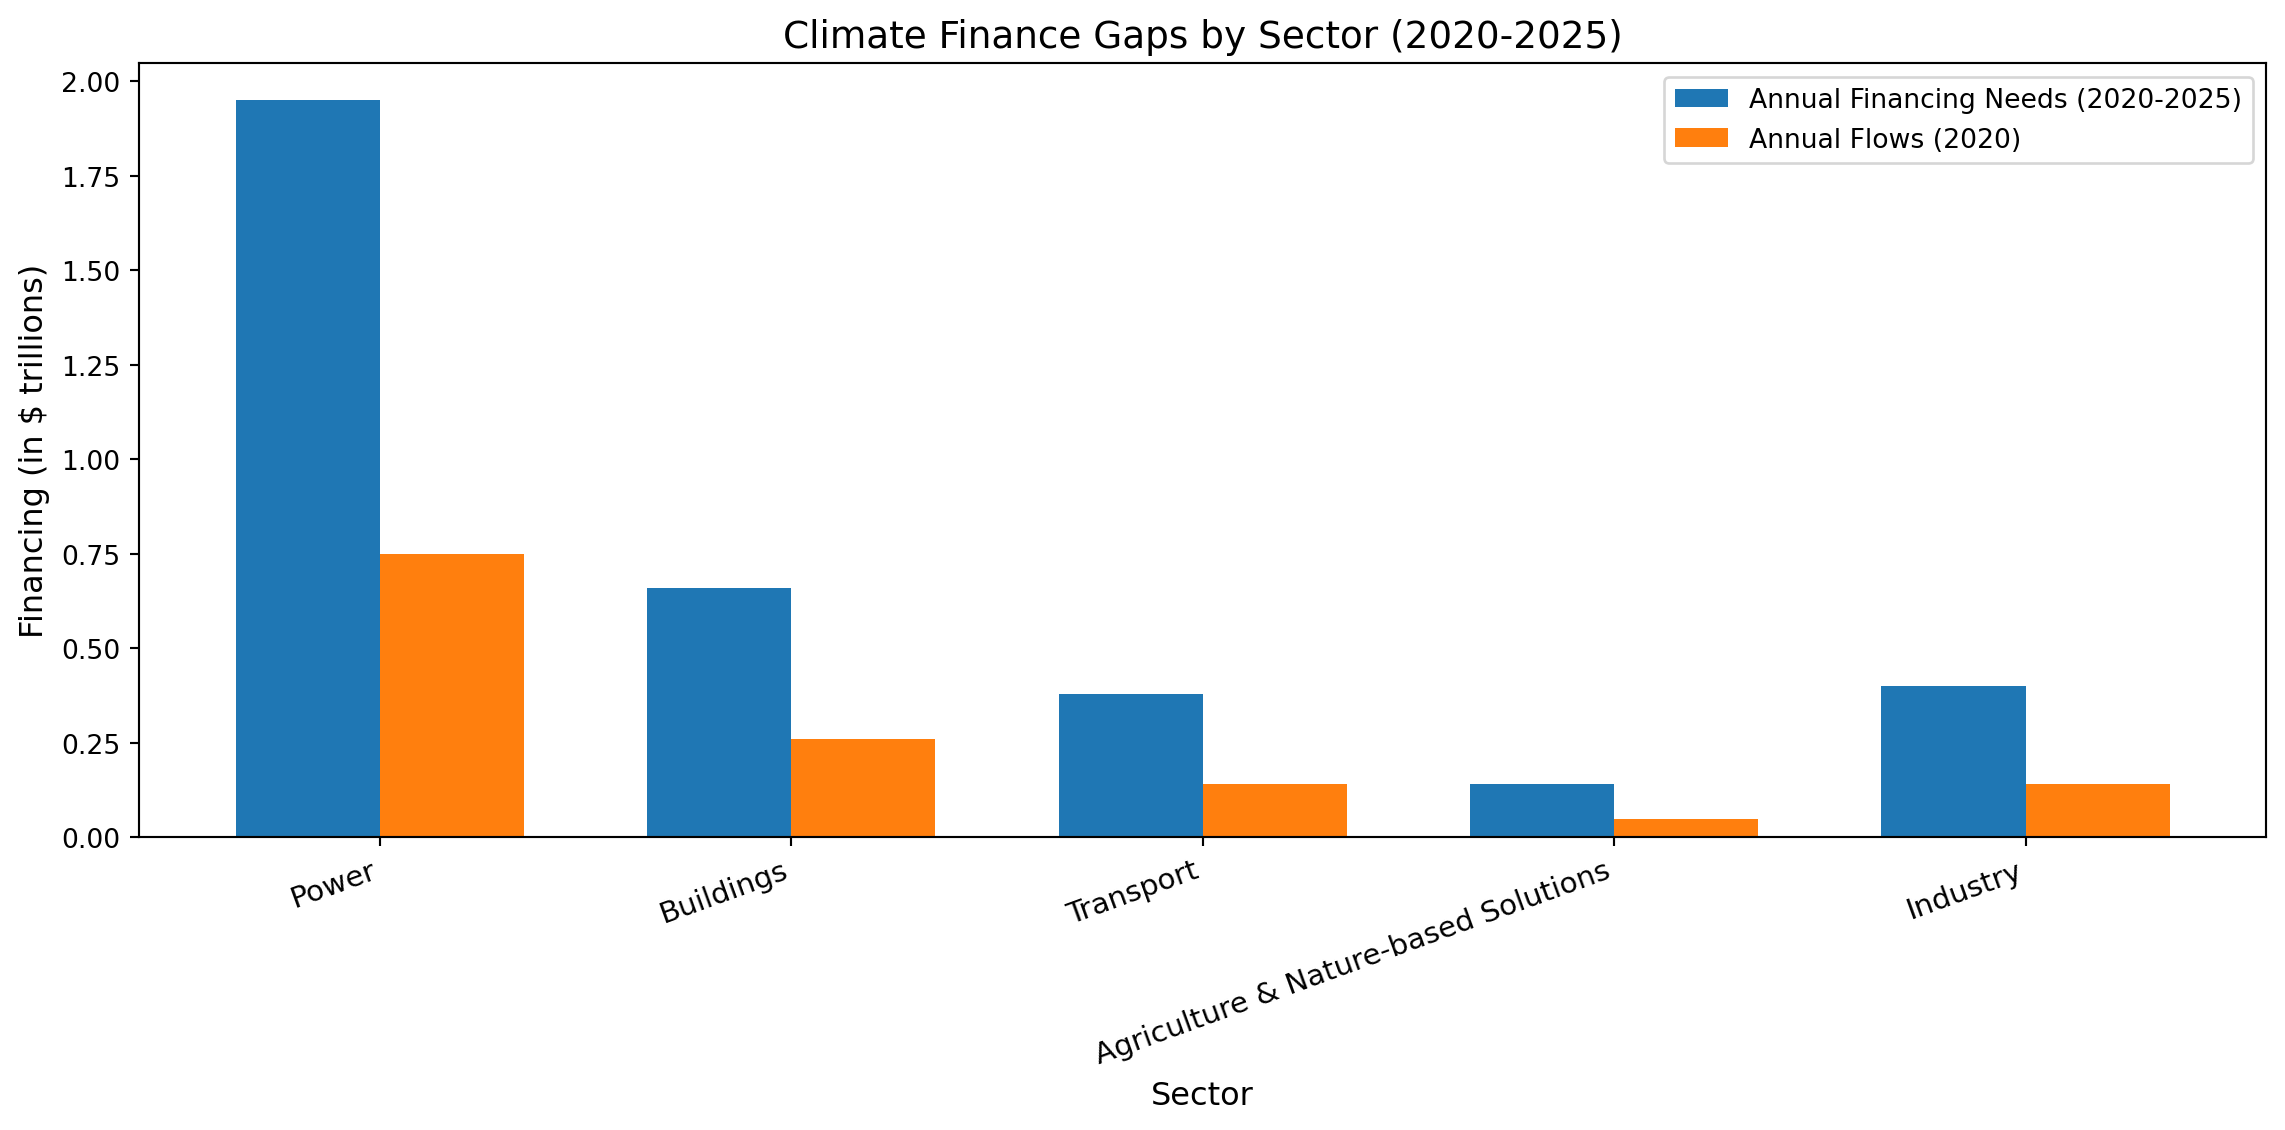 Climate Finance Gaps by Sector (2020-2025)
Annual Financing Needs (2020-2025)
Annual Flows (2020)
Financing (in $ trillions)
2.00
1.75
1.50
1.25
1.00
0.75
0.50
0.25
0.00
Power
Buildings
Transport
Agriculture & Nature-based Solutions
Industry
Sector